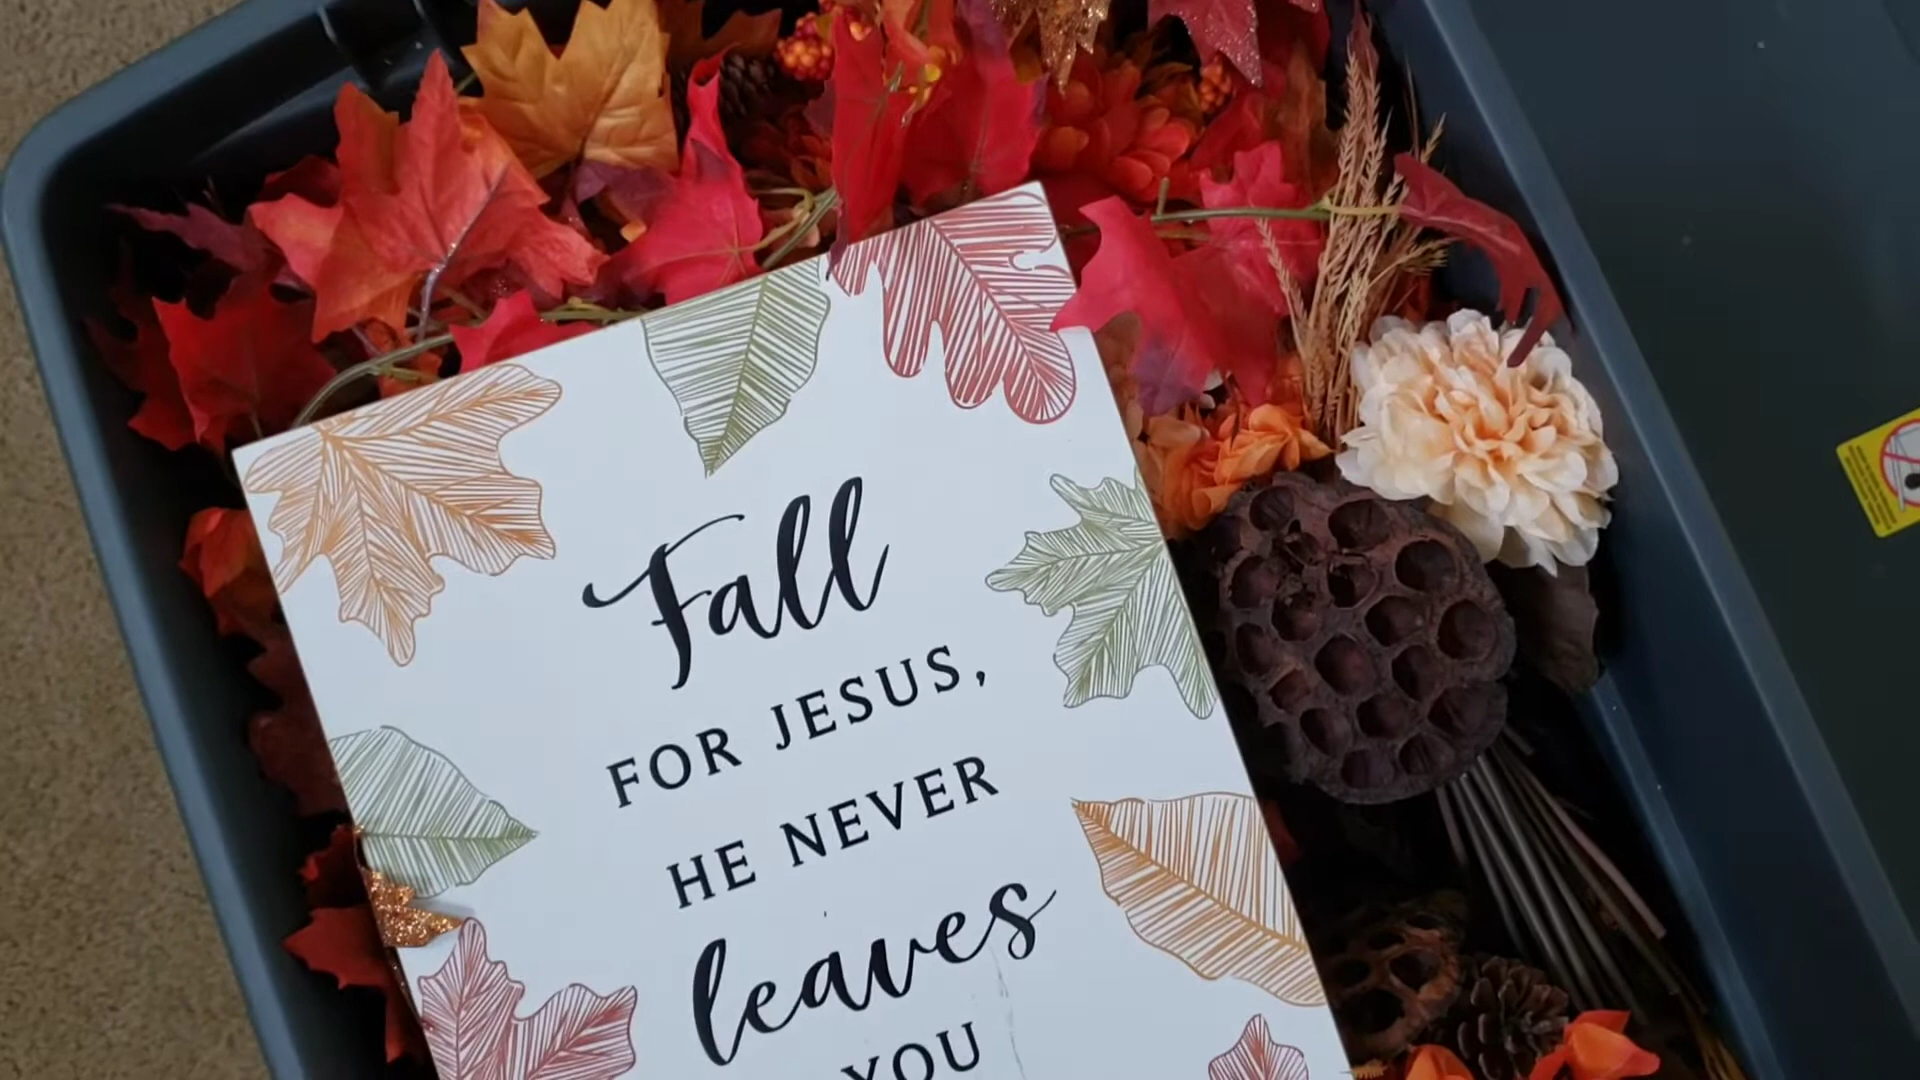 Fall
FOR JESUS,
HE NEVER
leaves
YOU